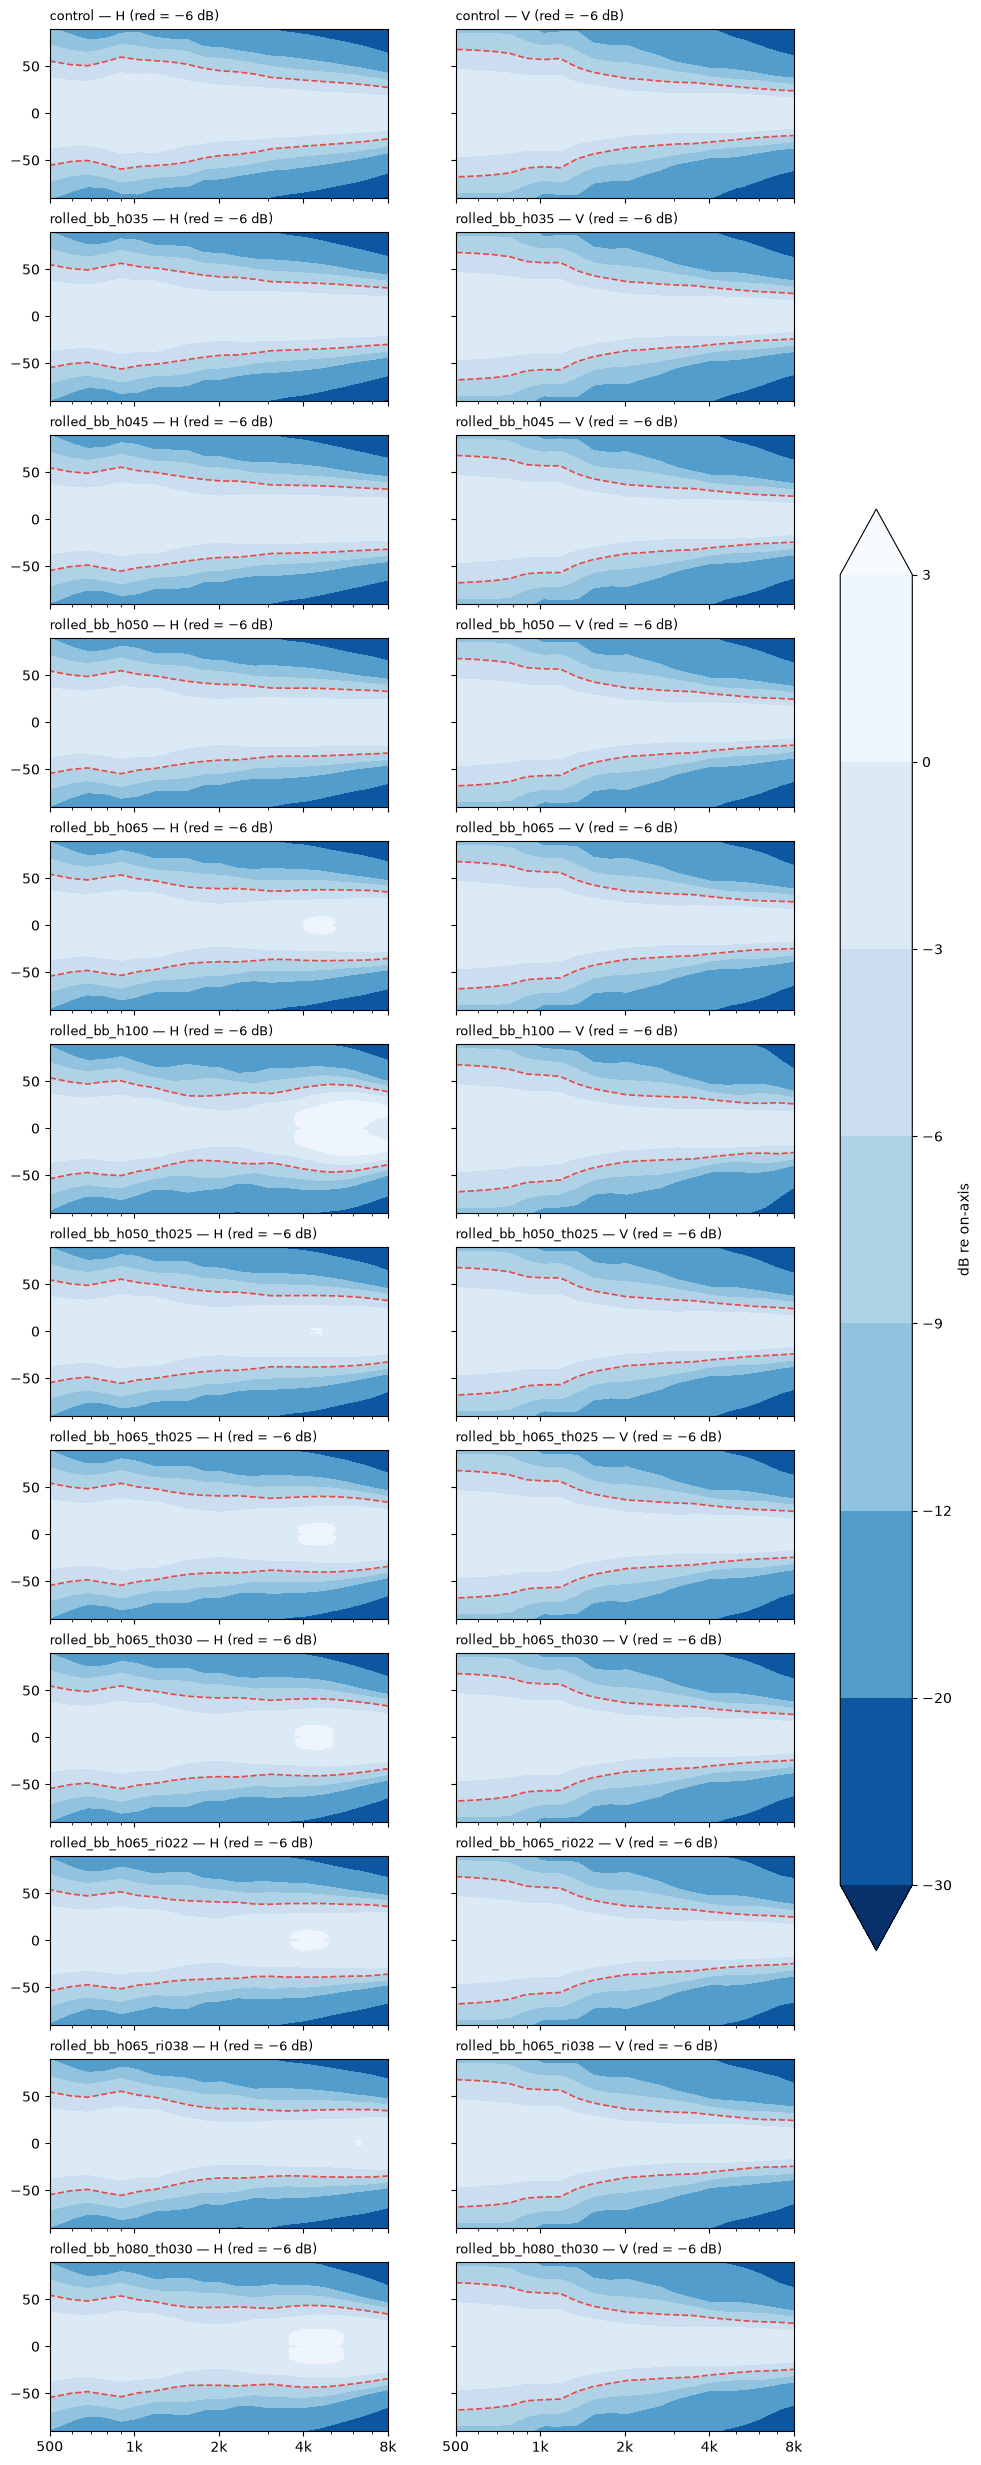 control — H (red = −6 dB)
control — V (red = −6 dB)
50
0
−50
rolled_bb_h035 — H (red = −6 dB)
rolled_bb_h035 — V (red = −6 dB)
50
0
−50
rolled_bb_h045 — H (red = −6 dB)
rolled_bb_h045 — V (red = −6 dB)
50
0
−50
rolled_bb_h050 — H (red = −6 dB)
rolled_bb_h050 — V (red = −6 dB)
50
0
−50
rolled_bb_h065 — H (red = −6 dB)
rolled_bb_h065 — V (red = −6 dB)
50
0
−50
rolled_bb_h100 — H (red = −6 dB)
rolled_bb_h100 — V (red = −6 dB)
50
0
−50
rolled_bb_h050_th025 — H (red = −6 dB)
rolled_bb_h050_th025 — V (red = −6 dB)
50
0
−50
rolled_bb_h065_th025 — H (red = −6 dB)
rolled_bb_h065_th025 — V (red = −6 dB)
50
0
−50
rolled_bb_h065_th030 — H (red = −6 dB)
rolled_bb_h065_th030 — V (red = −6 dB)
50
0
−50
rolled_bb_h065_ri022 — H (red = −6 dB)
rolled_bb_h065_ri022 — V (red = −6 dB)
50
0
−50
rolled_bb_h065_ri038 — H (red = −6 dB)
rolled_bb_h065_ri038 — V (red = −6 dB)
50
0
−50
rolled_bb_h080_th030 — H (red = −6 dB)
rolled_bb_h080_th030 — V (red = −6 dB)
50
0
−50
500 1k 2k 4k 8k
500 1k 2k 4k 8k
3
0
−3
−6
−9
−12
−20
−30
dB re on-axis